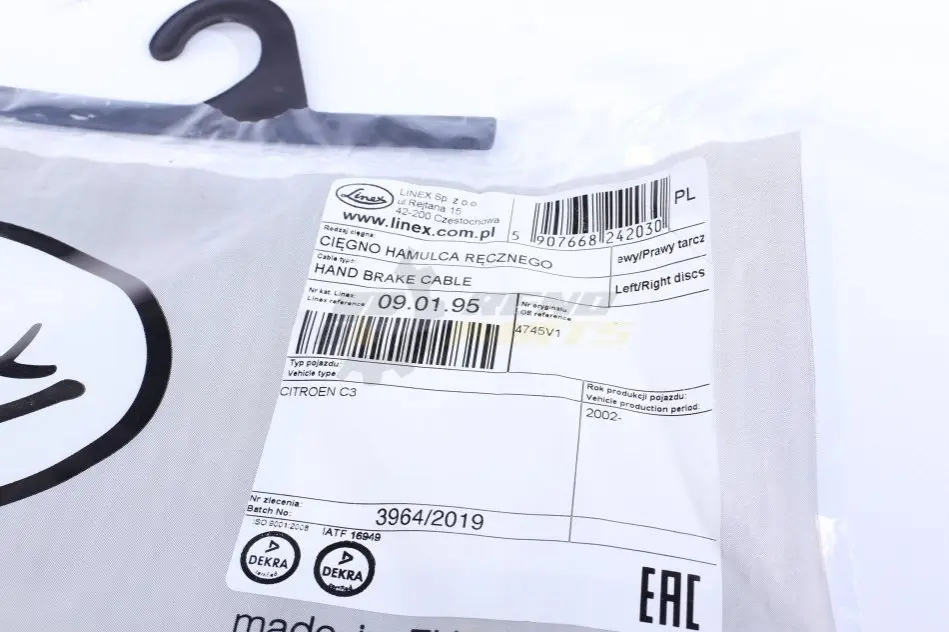 Linex
LINEX Sp. z o.o
ul Rejtana 15
42-200 Częstochowa
www.linex.com.pl
5 907668 242030
PL
Rodzaj cięgna:
CIĘGNO HAMULCA RĘCZNEGO
ewy/Prawy tarcz
Cable type:
HAND BRAKE CABLE
Left/Right discs
Nr kat. Linex:
Linex reference
09.01.95
Nr oryginału:
OE reference
4745V1
Typ pojazdu:
Vehicle type
CITROEN C3
Rok produkcji pojazdu:
Vehicle production period:
2002-
Nr zlecenia:
Batch No:
3964/2019
ISO 9001:2008
IATF 16949
DEKRA
DEKRA
EAC
made in